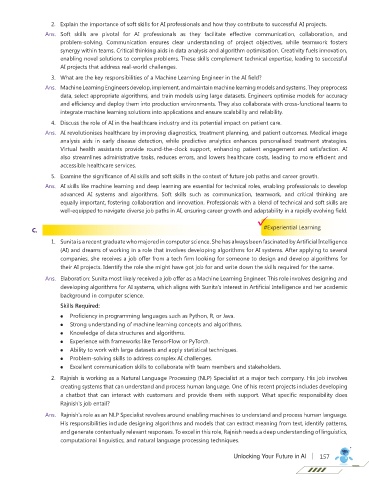 2. Explain the importance of soft skills for AI professionals and how they contribute to successful AI projects.
Ans. Soft skills are pivotal for AI professionals as they facilitate effective communication, collaboration, and
problem-solving. Communication ensures clear understanding of project objectives, while teamwork fosters
synergy within teams. Critical thinking aids in data analysis and algorithm optimisation. Creativity fuels innovation,
enabling novel solutions to complex problems. These skills complement technical expertise, leading to successful
AI projects that address real-world challenges.
3. What are the key responsibilities of a Machine Learning Engineer in the AI field?
Ans. Machine Learning Engineers develop, implement, and maintain machine learning models and systems. They preprocess
data, select appropriate algorithms, and train models using large datasets. Engineers optimise models for accuracy
and efficiency and deploy them into production environments. They also collaborate with cross-functional teams to
integrate machine learning solutions into applications and ensure scalability and reliability.
4. Discuss the role of AI in the healthcare industry and its potential impact on patient care.
Ans. AI revolutionises healthcare by improving diagnostics, treatment planning, and patient outcomes. Medical image
analysis aids in early disease detection, while predictive analytics enhances personalised treatment strategies.
Virtual health assistants provide round-the-clock support, enhancing patient engagement and satisfaction. AI
also streamlines administrative tasks, reduces errors, and lowers healthcare costs, leading to more efficient and
accessible healthcare services.
5. Examine the significance of AI skills and soft skills in the context of future job paths and career growth.
Ans. AI skills like machine learning and deep learning are essential for technical roles, enabling professionals to develop
advanced AI systems and algorithms. Soft skills such as communication, teamwork, and critical thinking are
equally important, fostering collaboration and innovation. Professionals with a blend of technical and soft skills are
well-equipped to navigate diverse job paths in AI, ensuring career growth and adaptability in a rapidly evolving field.
C. #Experiential Learning
1. Sunita is a recent graduate who majored in computer science. She has always been fascinated by Artificial Intelligence
(AI) and dreams of working in a role that involves developing algorithms for AI systems. After applying to several
companies, she receives a job offer from a tech firm looking for someone to design and develop algorithms for
their AI projects. Identify the role she might have got job for and write down the skills required for the same.
Ans. Elaboration: Sunita most likely received a job offer as a Machine Learning Engineer. This role involves designing and
developing algorithms for AI systems, which aligns with Sunita's interest in Artificial Intelligence and her academic
background in computer science.
Skills Required:
• Proficiency in programming languages such as Python, R, or Java.
• Strong understanding of machine learning concepts and algorithms.
• Knowledge of data structures and algorithms.
• Experience with frameworks like TensorFlow or PyTorch.
• Ability to work with large datasets and apply statistical techniques.
• Problem-solving skills to address complex AI challenges.
• Excellent communication skills to collaborate with team members and stakeholders.
2. Rajnish is working as a Natural Language Processing (NLP) Specialist at a major tech company. His job involves
creating systems that can understand and process human language. One of his recent projects includes developing
a chatbot that can interact with customers and provide them with support. What specific responsibility does
Rajnish's job entail?
Ans. Rajnish's role as an NLP Specialist revolves around enabling machines to understand and process human language.
His responsibilities include designing algorithms and models that can extract meaning from text, identify patterns,
and generate contextually relevant responses. To excel in this role, Rajnish needs a deep understanding of linguistics,
computational linguistics, and natural language processing techniques.
Unlocking Your Future in AI | 157